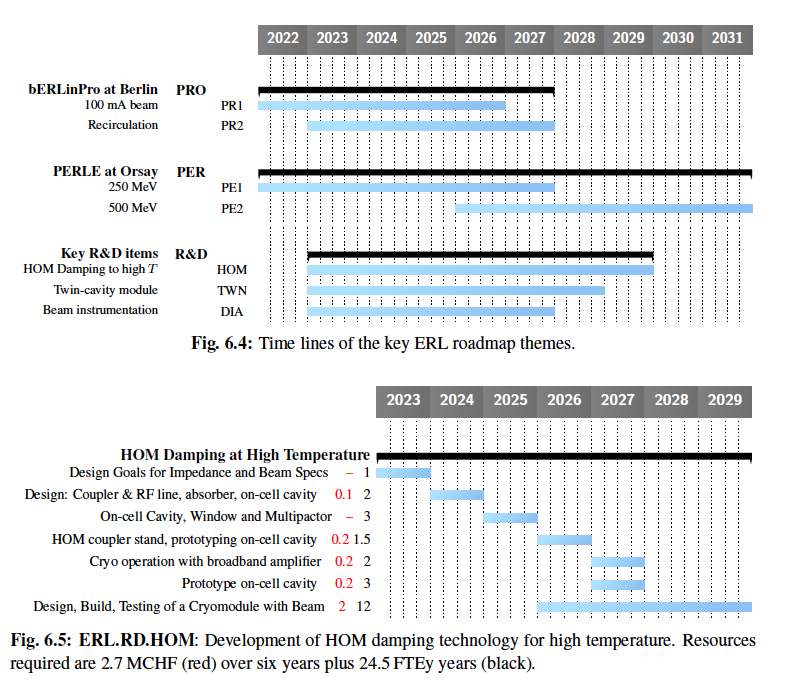 2022 2023 2024 2025 2026 2027 2028 2029 2030 2031
bERLinPro at Berlin PRO
100 mA beam PR1
Recirculation PR2
PERLE at Orsay PER
250 MeV PE1
500 MeV PE2
Key R&D items R&D
HOM Damping to high T HOM
Twin-cavity module TWN
Beam instrumentation DIA
Fig. 6.4: Time lines of the key ERL roadmap themes.
2023 2024 2025 2026 2027 2028 2029
HOM Damping at High Temperature
Design Goals for Impedance and Beam Specs – 1
Design: Coupler & RF line, absorber, on-cell cavity 0.1 2
On-cell Cavity, Window and Multipactor – 3
HOM coupler stand, prototyping on-cell cavity 0.2 1.5
Cryo operation with broadband amplifier 0.2 2
Prototype on-cell cavity 0.2 3
Design, Build, Testing of a Cryomodule with Beam 2 12
Fig. 6.5: ERL.RD.HOM: Development of HOM damping technology for high temperature. Resources
required are 2.7 MCHF (red) over six years plus 24.5 FTEy years (black).